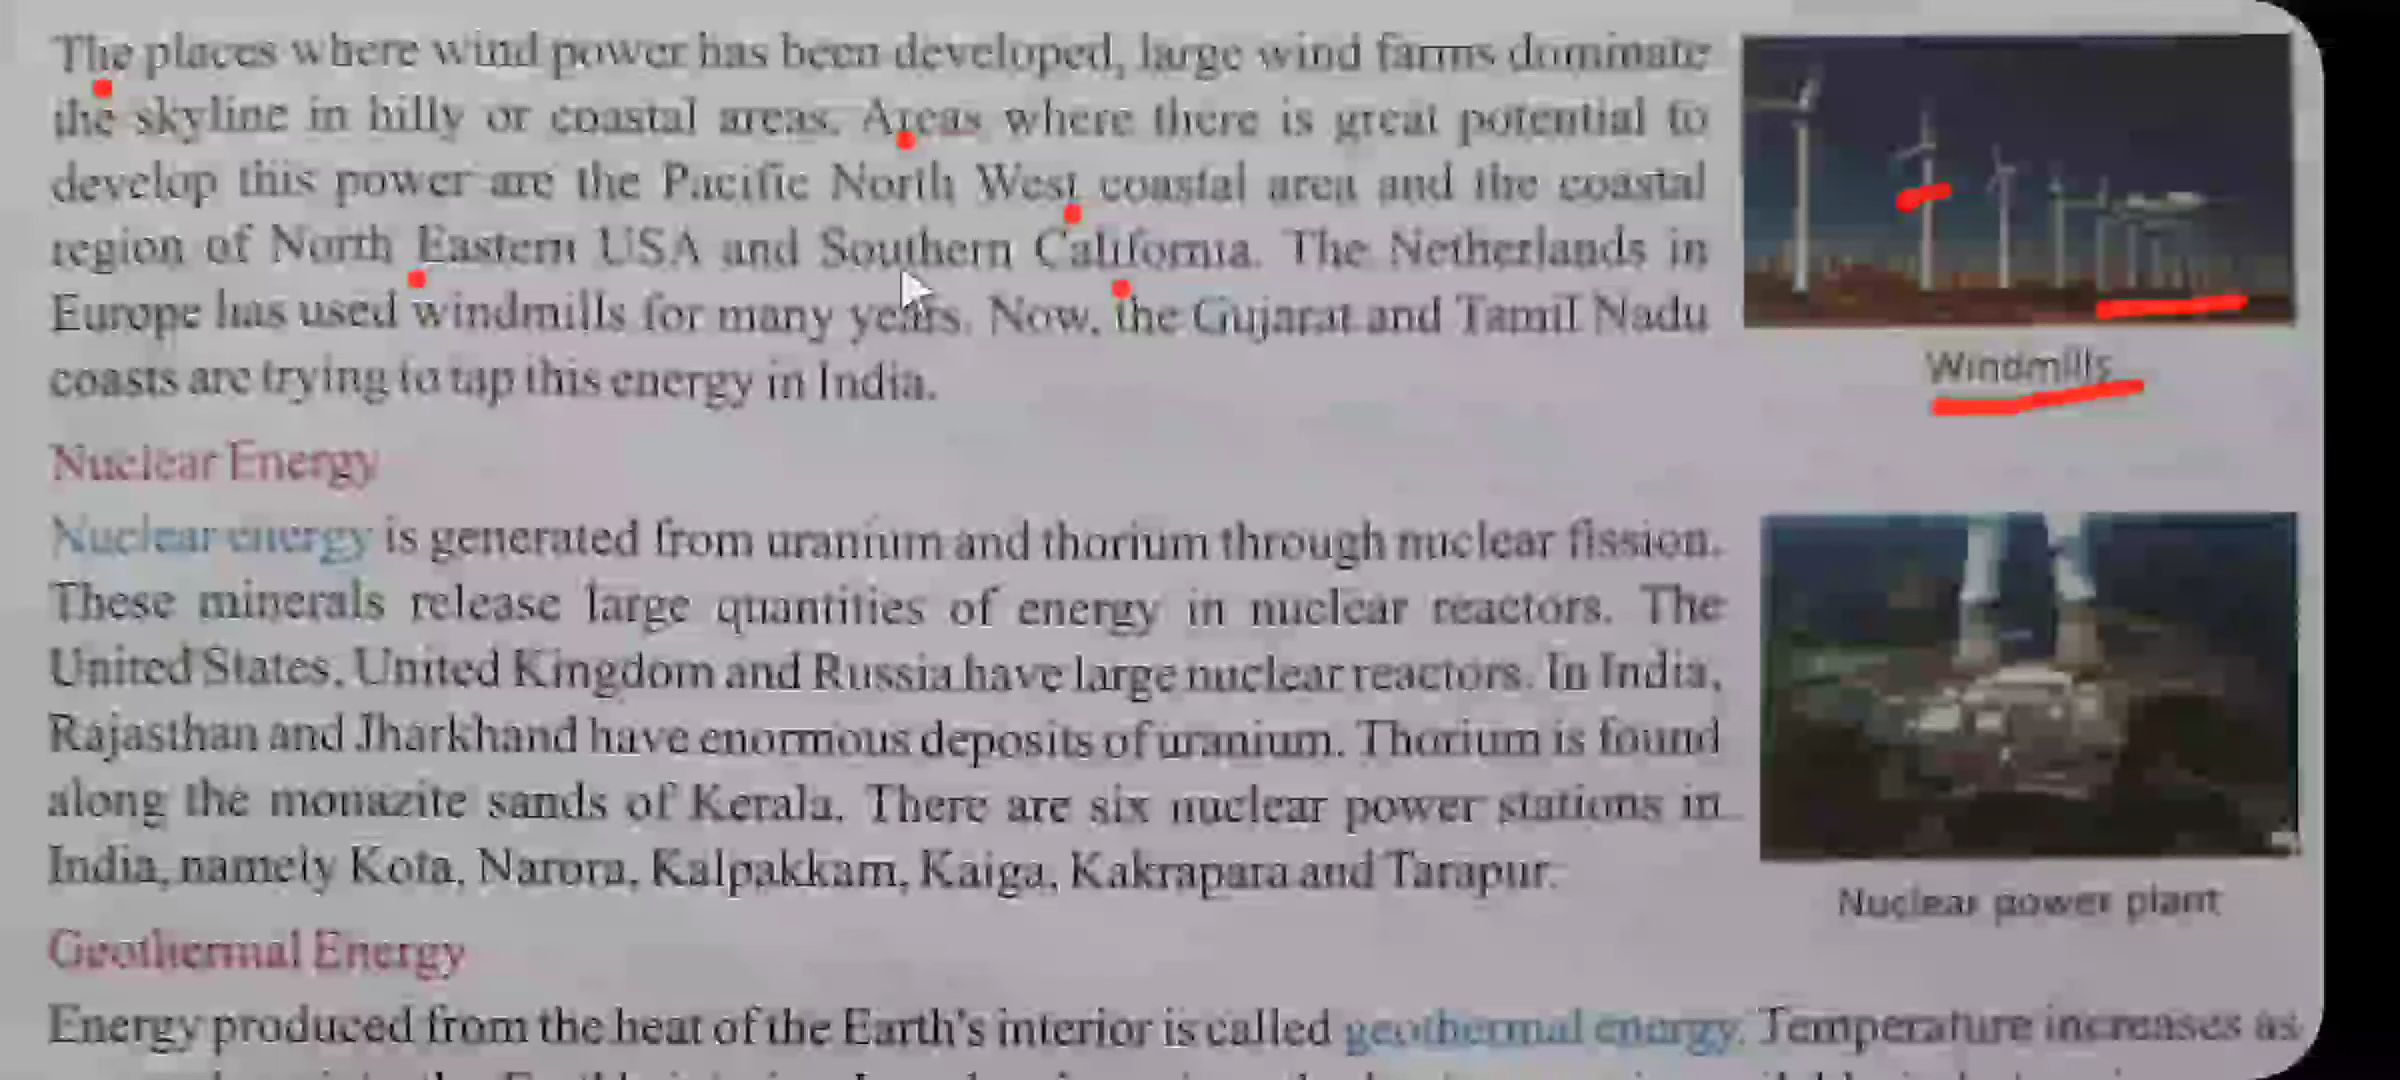 The places where wind power has been developed, large wind farms dominate
the skyline in hilly or coastal areas. Areas where there is great potential to
develop this power are the Pacific North West coastal area and the coastal
region of North Eastern USA and Southern California. The Netherlands in
Europe has used windmills for many years. Now, the Gujarat and Tamil Nadu
coasts are trying to tap this energy in India.
Windmills
Nuclear Energy
Nuclear energy is generated from uranium and thorium through nuclear fission.
These minerals release large quantities of energy in nuclear reactors. The
United States, United Kingdom and Russia have large nuclear reactors. In India,
Rajasthan and Jharkhand have enormous deposits of uranium. Thorium is found
along the monazite sands of Kerala. There are six nuclear power stations in
India, namely Kota, Narora, Kalpakkam, Kaiga, Kakrapara and Tarapur.
Nuclear power plant
Geothermal Energy
Energy produced from the heat of the Earth's interior is called geothermal energy. Temperature increases as